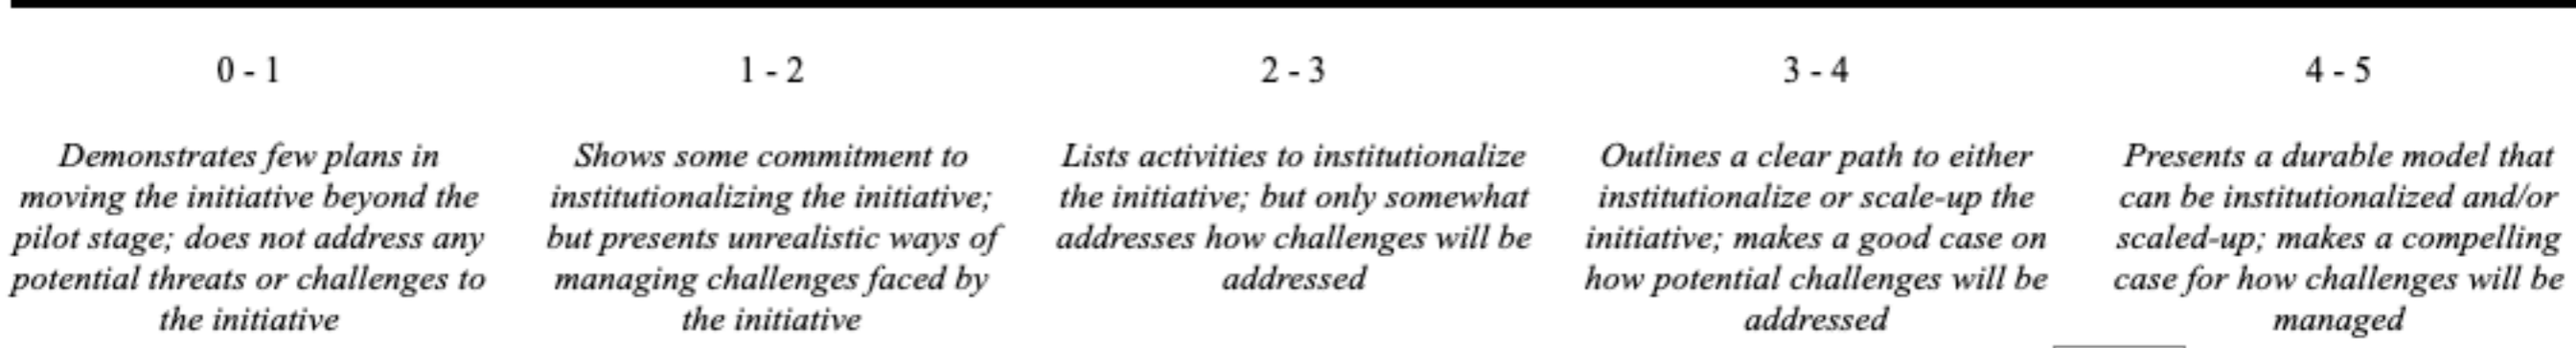 0 - 1
Demonstrates few plans in
moving the initiative beyond the
pilot stage; does not address any
potential threats or challenges to
the initiative
1 - 2
Shows some commitment to
institutionalizing the initiative;
but presents unrealistic ways of
managing challenges faced by
the initiative
2 - 3
Lists activities to institutionalize
the initiative; but only somewhat
addresses how challenges will be
addressed
3 - 4
Outlines a clear path to either
institutionalize or scale-up the
initiative; makes a good case on
how potential challenges will be
addressed
4 - 5
Presents a durable model that
can be institutionalized and/or
scaled-up; makes a compelling
case for how challenges will be
managed